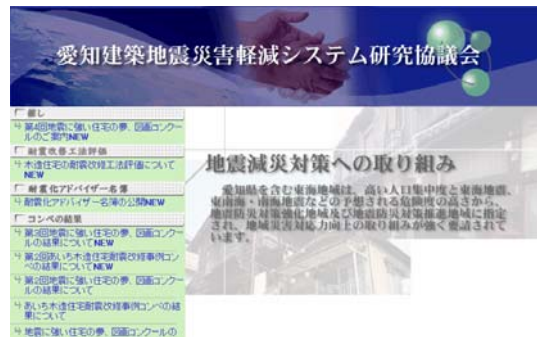 愛知建築地震災害軽減システム研究協議会
催し
第4回地震に強い住宅の夢、図画コンクー
ルのご案内NEW
耐震改修工法評価
木造住宅の耐震改修工法評価について
NEW
耐震化アドバイザー名簿
耐震化アドバイザー名簿の公開NEW
コンペの結果
第3回地震に強い住宅の夢、図画コンクー
ルの結果についてNEW
第2回あいち木造住宅耐震改修事例コン
ペの結果についてNEW
第2回地震に強い住宅の夢、図画コンクー
ルの結果について
あいち木造住宅耐震改修事例コンペの結
果について
地震に強い住宅の夢、図画コンクールの
地震減災対策への取り組み
愛知県を含む東海地域は、高い人口集中度と東海地震、
東南海・南海地震などの予想される危険度の高さから、
地震防災対策強化地域及び地震防災対策推進地域に指定
され、地域災害対応力向上の取り組みが強く要請されて
います。